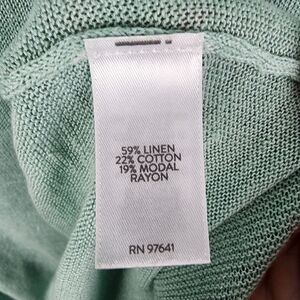 59% LINEN
22% COTTON
19% MODAL
RAYON
RN 97641